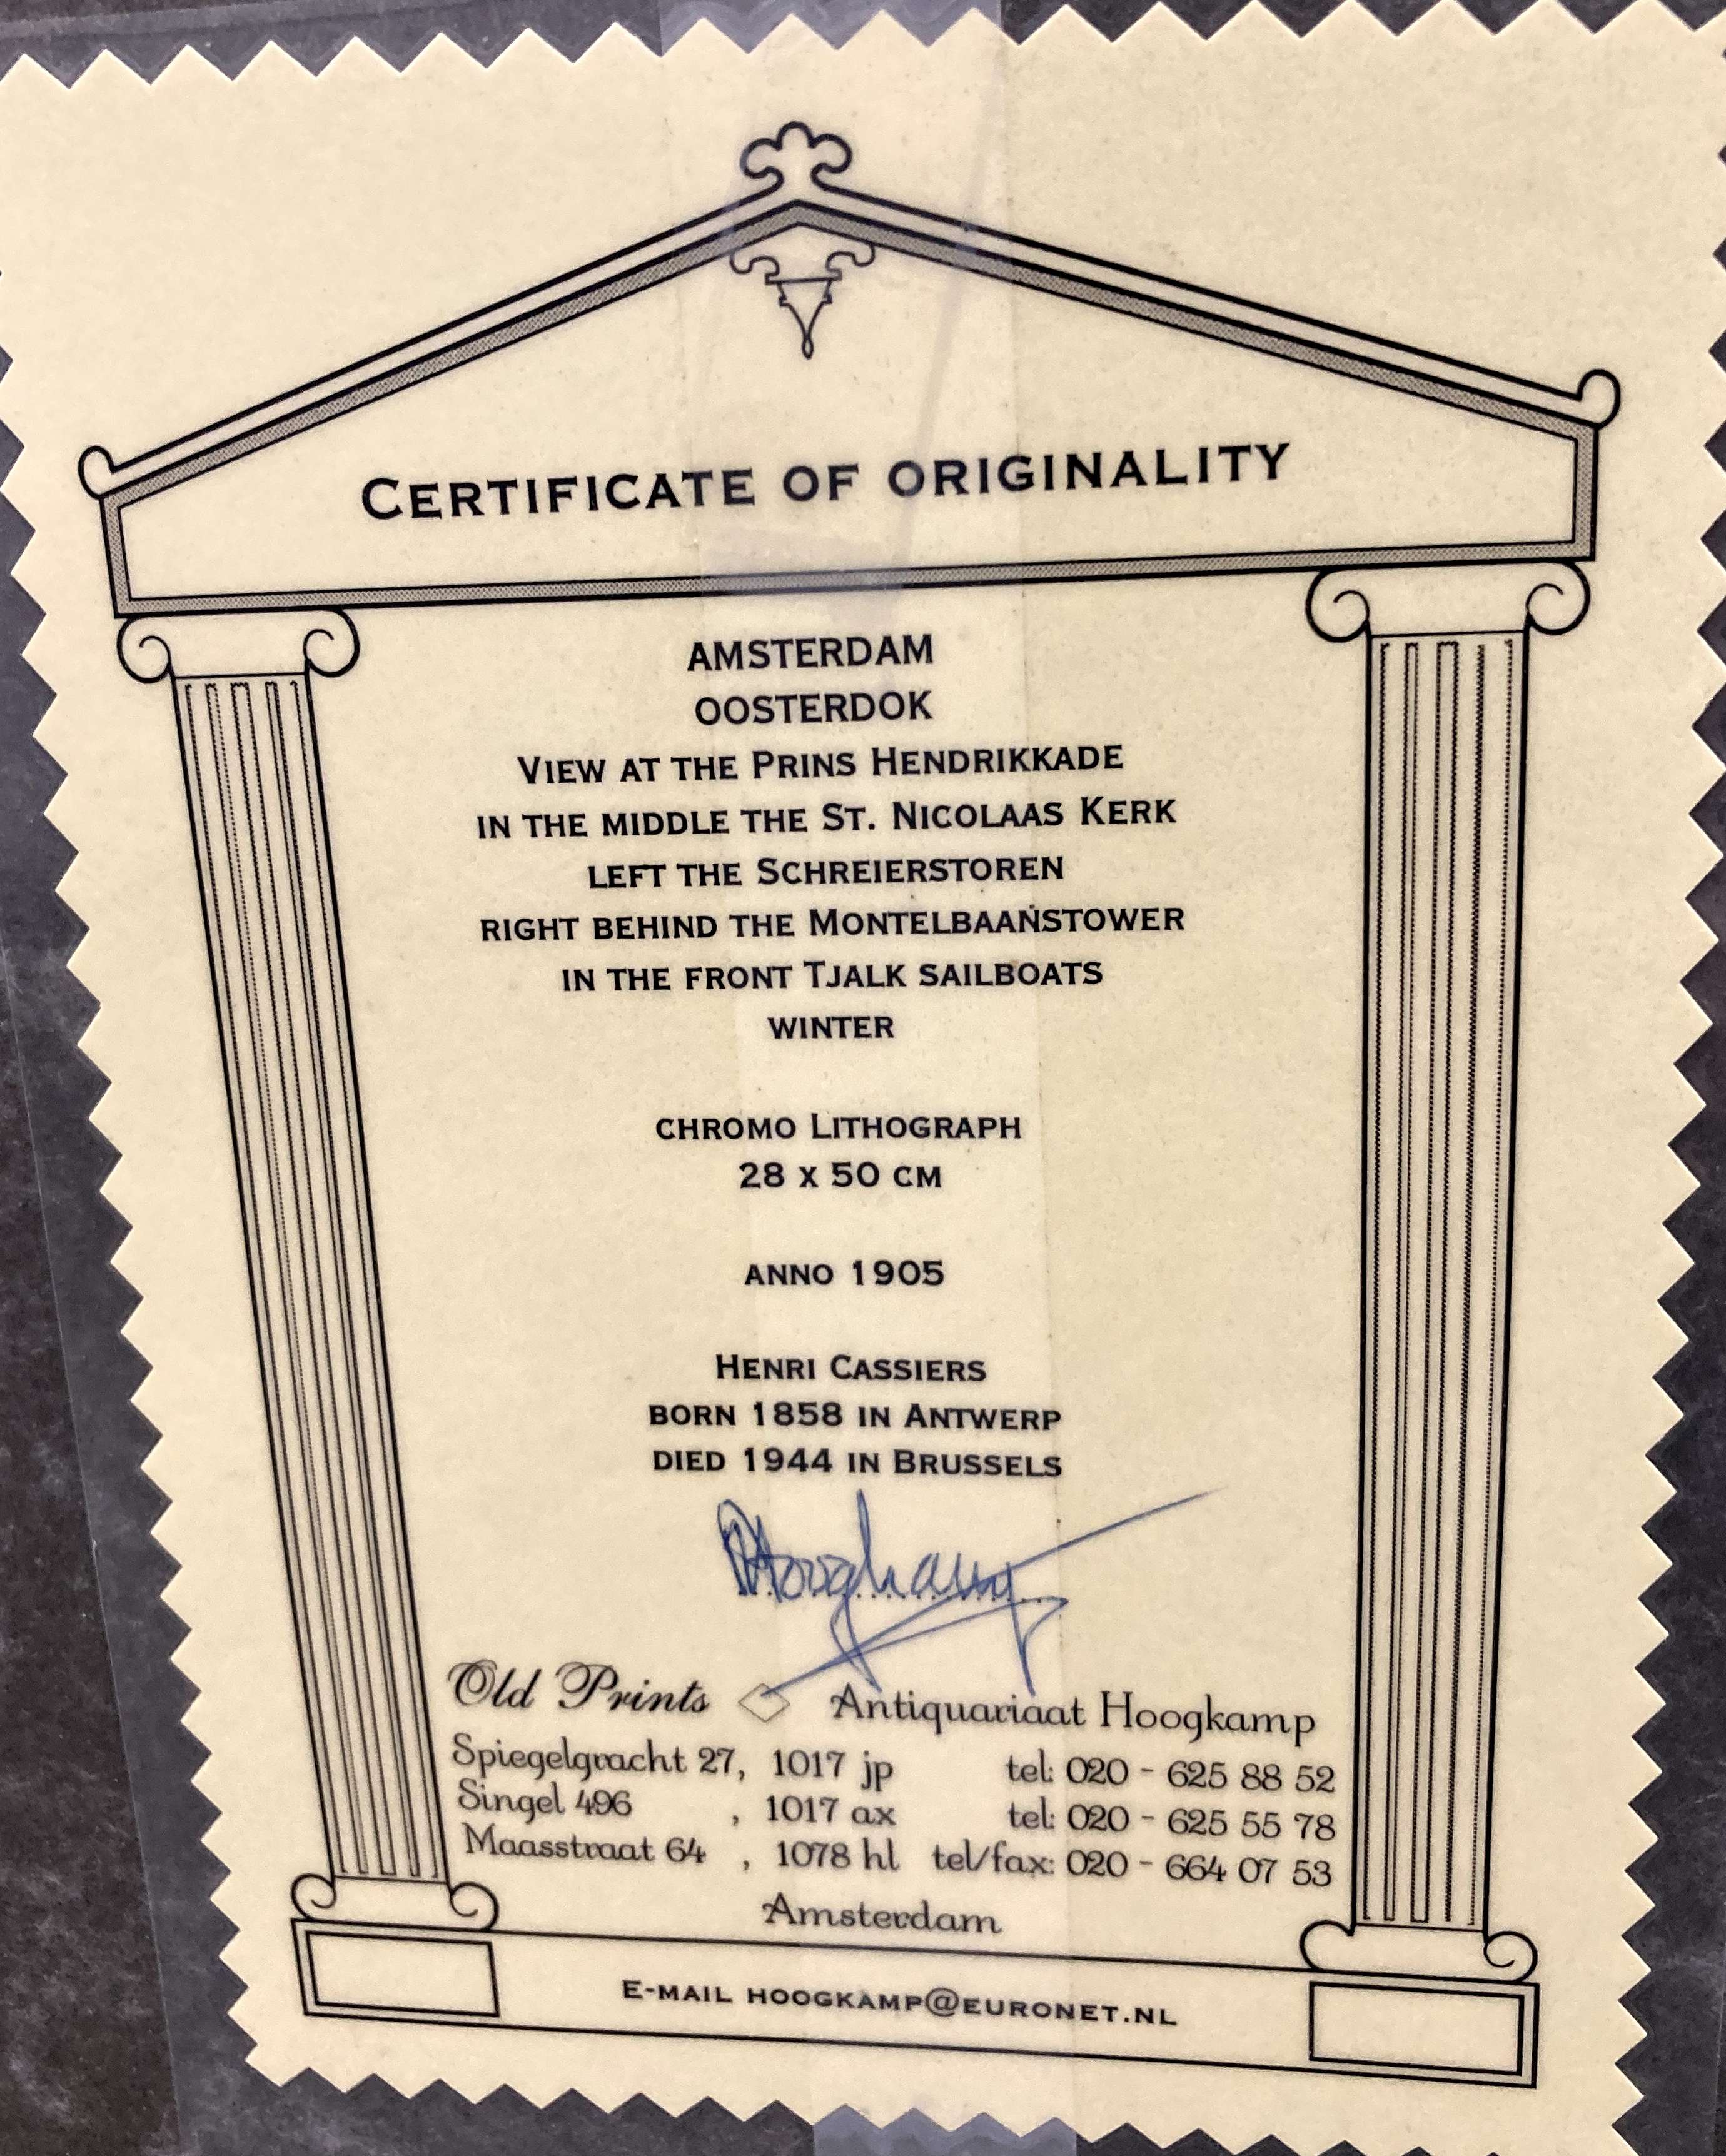 CERTIFICATE OF ORIGINALITY
AMSTERDAM
OOSTERDOK
VIEW AT THE PRINS HENDRIKKADE
IN THE MIDDLE THE ST. NICOLAAS KERK
LEFT THE SCHREIERSTOREN
RIGHT BEHIND THE MONTELBAANSTOWER
IN THE FRONT TJALK SAILBOATS
WINTER
CHROMO LITHOGRAPH
28 X 50 CM
ANNO 1905
HENRI CASSIERS
BORN 1858 IN ANTWERP
DIED 1944 IN BRUSSELS
Old Prints Antiquariaat Hoogkamp
Spiegelgracht 27, 1017 jp tel: 020 - 625 88 52
Singel 496 , 1017 ax tel: 020 - 625 55 78
Maasstraat 64 , 1078 hl tel/fax: 020 - 664 07 53
Amsterdam
E-MAIL HOOGKAMP@EURONET.NL